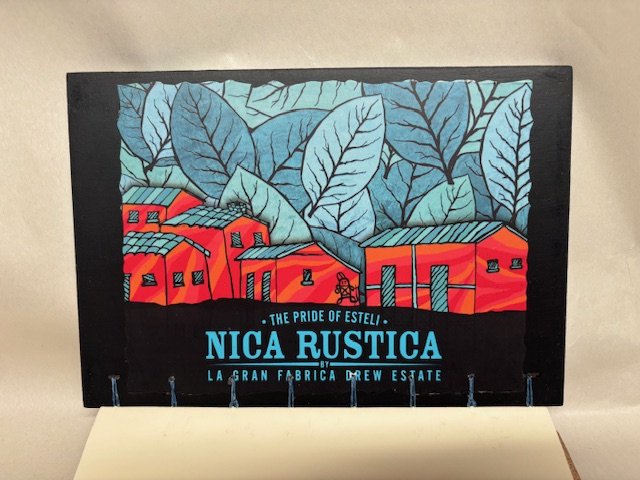 • THE PRIDE OF ESTELI •
NICA RUSTICA
BY
LA GRAN FABRICA DREW ESTATE